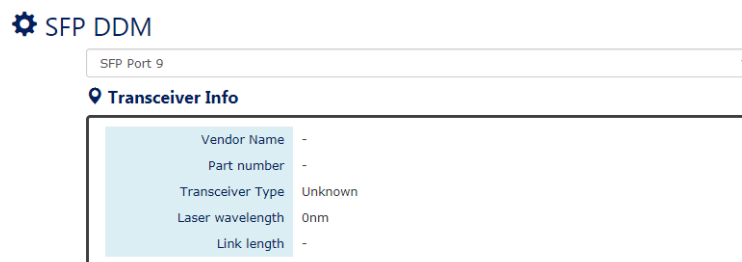 SFP DDM
SFP Port 9
Transceiver Info
Vendor Name -
Part number -
Transceiver Type Unknown
Laser wavelength 0nm
Link length -